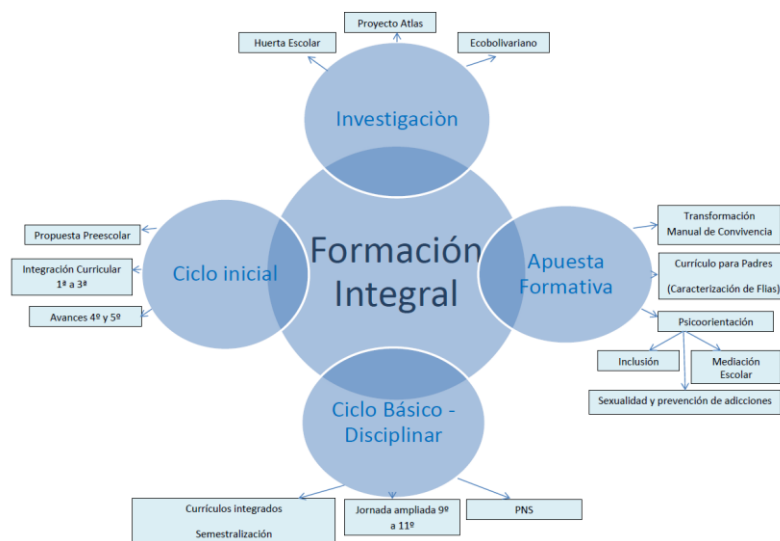 Proyecto Atlas
Huerta Escolar
Ecobolivariano
Investigaciòn
Formación
Integral
Ciclo inicial
Propuesta Preescolar
Integración Curricular
1ª a 3ª
Avances 4º y 5º
Apuesta
Formativa
Transformación
Manual de Convivencia
Currículo para Padres
(Caracterización de Flias)
Psicoorientación
Inclusión
Mediación
Escolar
Sexualidad y prevención de adicciones
Ciclo Básico -
Disciplinar
Currículos integrados
Semestralización
Jornada ampliada 9º
a 11º
PNS